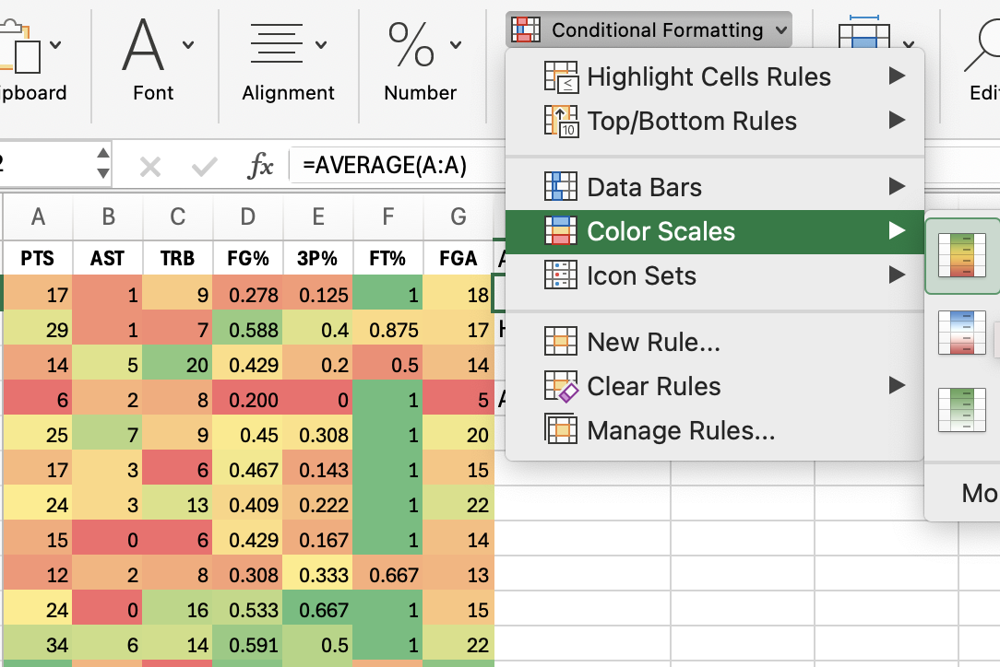 Conditional Formatting
ipboard Font Alignment Number Edi
% 
2 fx =AVERAGE(A:A)
Highlight Cells Rules
Top/Bottom Rules
10
Data Bars
Color Scales
Icon Sets
New Rule...
Clear Rules
Manage Rules...
Mo
A B C D E F G
PTS AST TRB FG% 3P% FT% FGA A
17 1 9 0.278 0.125 1 18
29 1 7 0.588 0.4 0.875 17 H
14 5 20 0.429 0.2 0.5 14
6 2 8 0.200 0 1 5 A
25 7 9 0.45 0.308 1 20
17 3 6 0.467 0.143 1 15
24 3 13 0.409 0.222 1 22
15 0 6 0.429 0.167 1 14
12 2 8 0.308 0.333 0.667 13
24 0 16 0.533 0.667 1 15
34 6 14 0.591 0.5 1 22